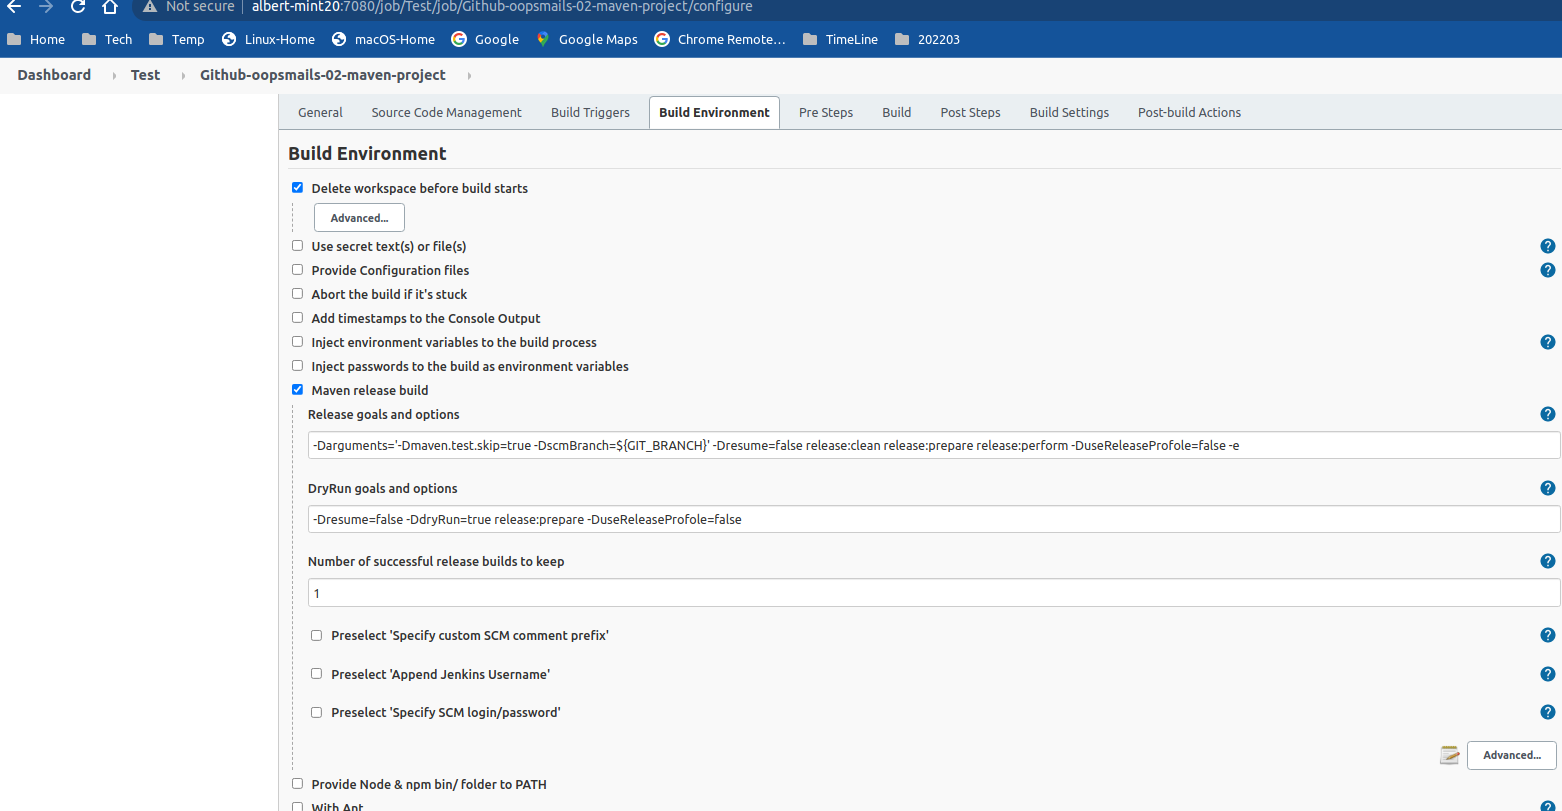 Not secure | albert-mint20:7080/job/Test/job/Github-oopsmails-02-maven-project/configure
Home Tech Temp Linux-Home macOS-Home Google Google Maps Chrome Remote... TimeLine 202203
Dashboard Test Github-oopsmails-02-maven-project
General Source Code Management Build Triggers Build Environment Pre Steps Build Post Steps Build Settings Post-build Actions
Build Environment
Delete workspace before build starts
Advanced...
Use secret text(s) or file(s) ?
Provide Configuration files ?
Abort the build if it's stuck
Add timestamps to the Console Output
Inject environment variables to the build process ?
Inject passwords to the build as environment variables
Maven release build
Release goals and options ?
-Darguments='-Dmaven.test.skip=true -DscmBranch=${GIT_BRANCH}' -Dresume=false release:clean release:prepare release:perform -DuseReleaseProfole=false -e
DryRun goals and options ?
-Dresume=false -DdryRun=true release:prepare -DuseReleaseProfole=false
Number of successful release builds to keep ?
1
Preselect 'Specify custom SCM comment prefix' ?
Preselect 'Append Jenkins Username' ?
Preselect 'Specify SCM login/password' ?
Advanced...
Provide Node & npm bin/ folder to PATH
With Ant ?